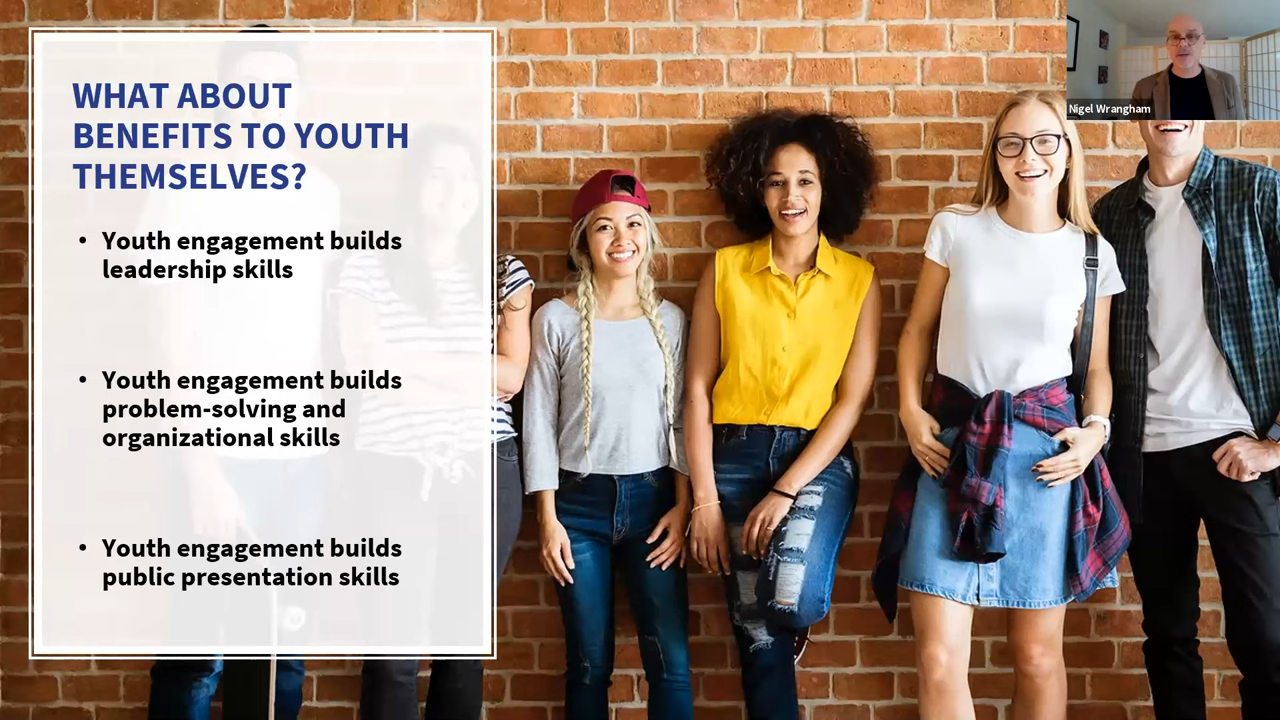 WHAT ABOUT
BENEFITS TO YOUTH
THEMSELVES?
• Youth engagement builds
leadership skills
• Youth engagement builds
problem-solving and
organizational skills
• Youth engagement builds
public presentation skills
Nigel Wrangham